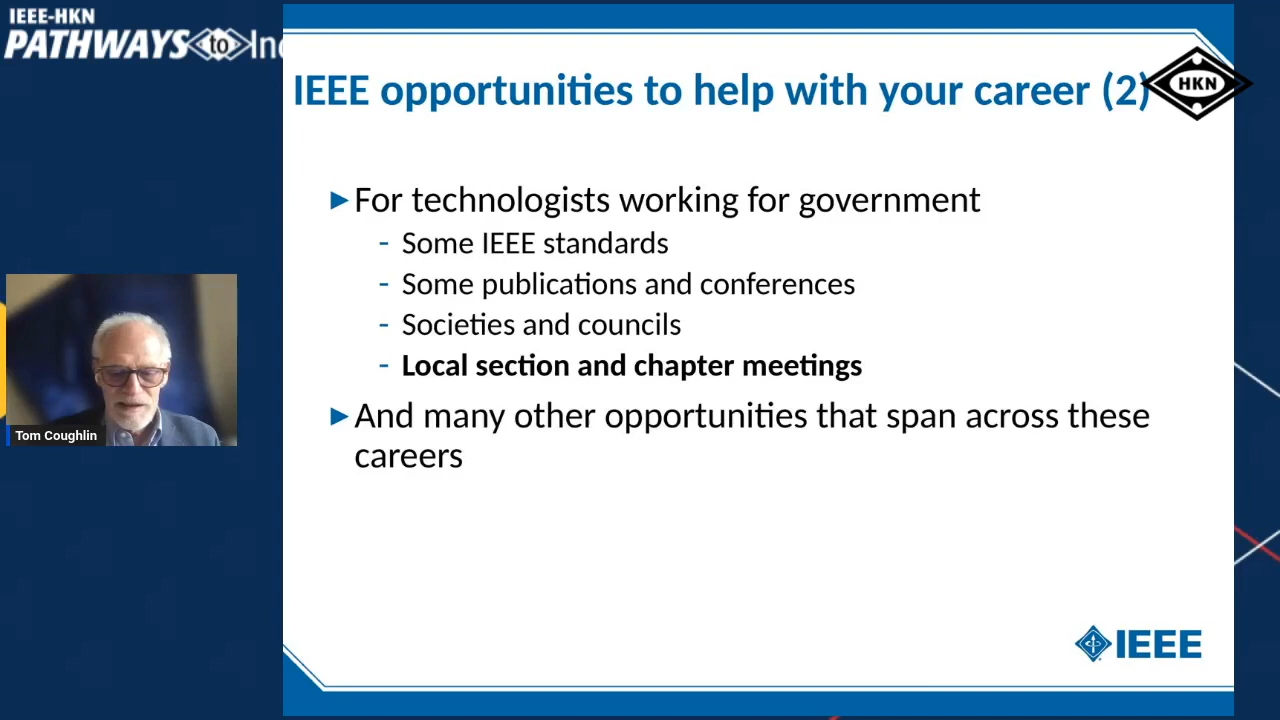 IEEE-HKN
PATHWAYS to Ind
IEEE opportunities to help with your career (2)
HKN
► For technologists working for government
- Some IEEE standards
- Some publications and conferences
- Societies and councils
- Local section and chapter meetings
► And many other opportunities that span across these
careers
Tom Coughlin
IEEE